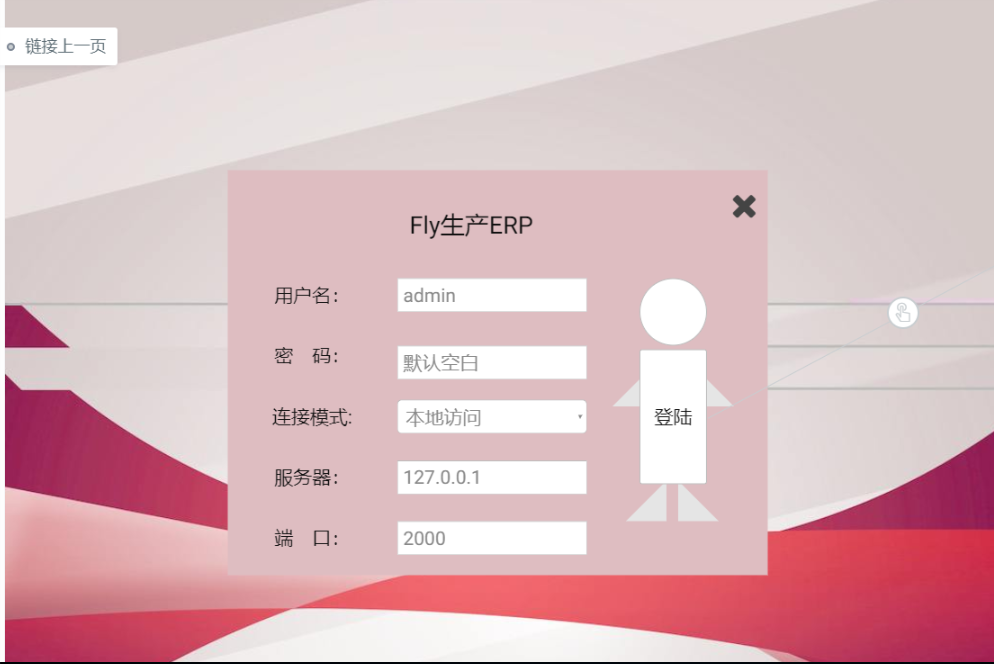 链接上一页
Fly生产ERP
用户名: admin
密 码: 默认空白
连接模式: 本地访问
登陆
服务器: 127.0.0.1
端 口: 2000